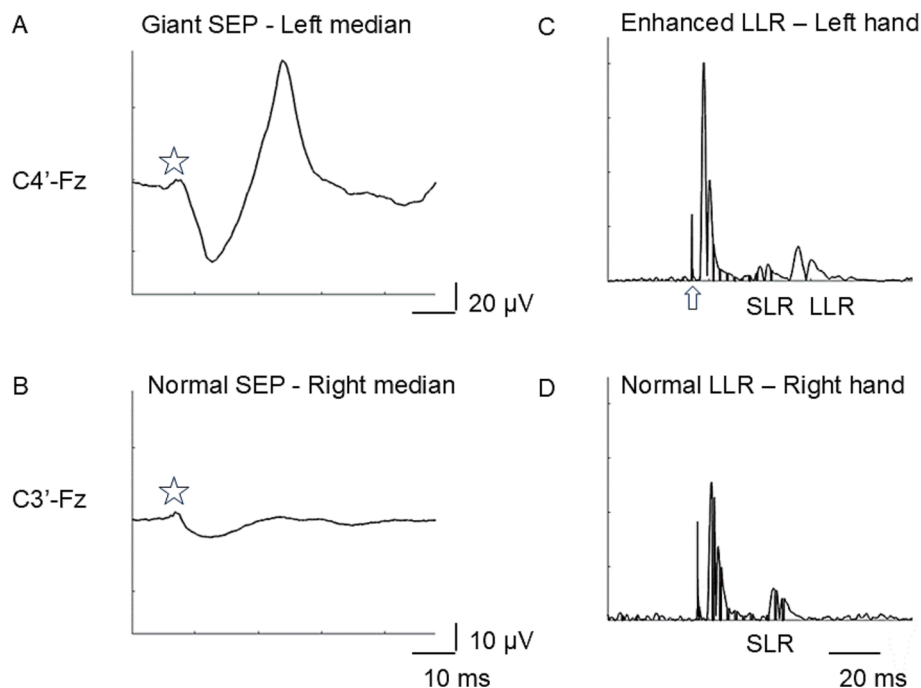 A
Giant SEP - Left median
C4’-Fz
20 µV
B
Normal SEP - Right median
C3’-Fz
10 µV
10 ms
C
Enhanced LLR – Left hand
SLR LLR
D
Normal LLR – Right hand
SLR
20 ms